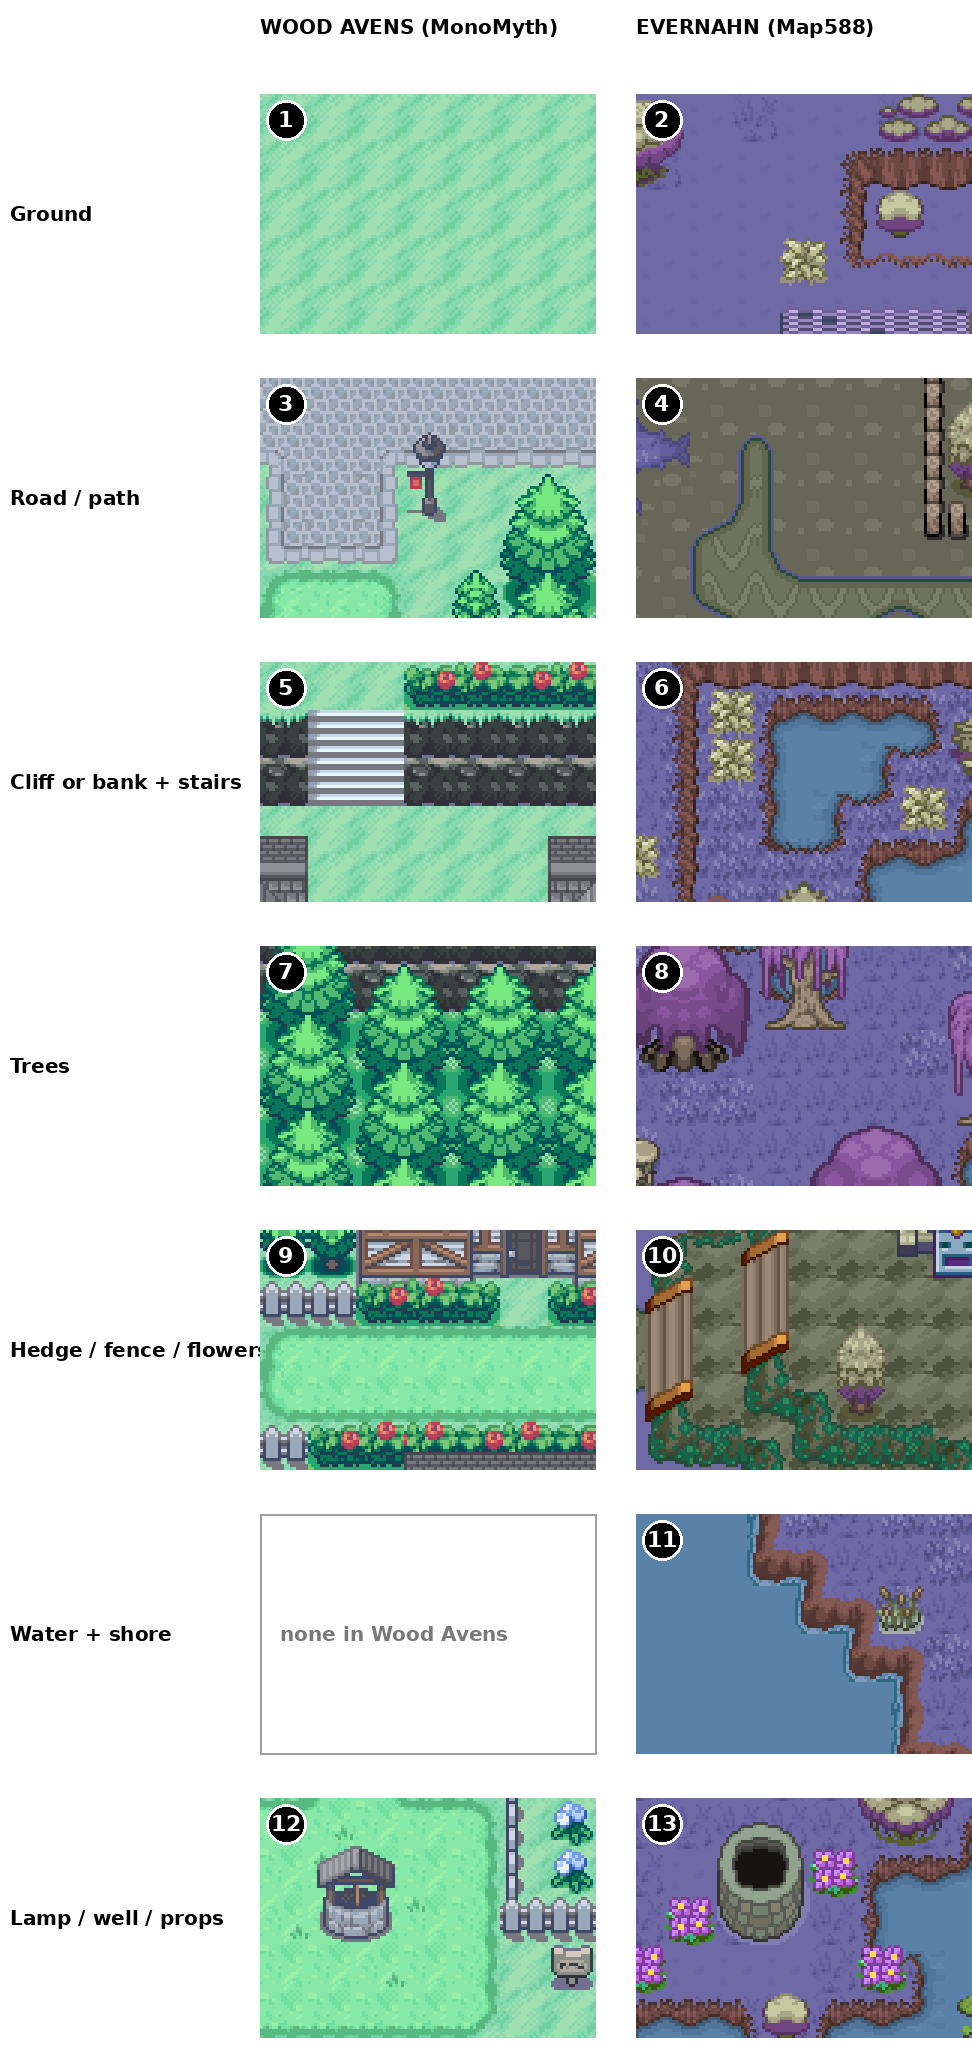 WOOD AVENS (MonoMyth)
EVERNAHN (Map588)
Ground
1
2
Road / path
3
4
Cliff or bank + stairs
5
6
Trees
7
8
Hedge / fence / flowers
9
10
Water + shore
none in Wood Avens
11
Lamp / well / props
12
13